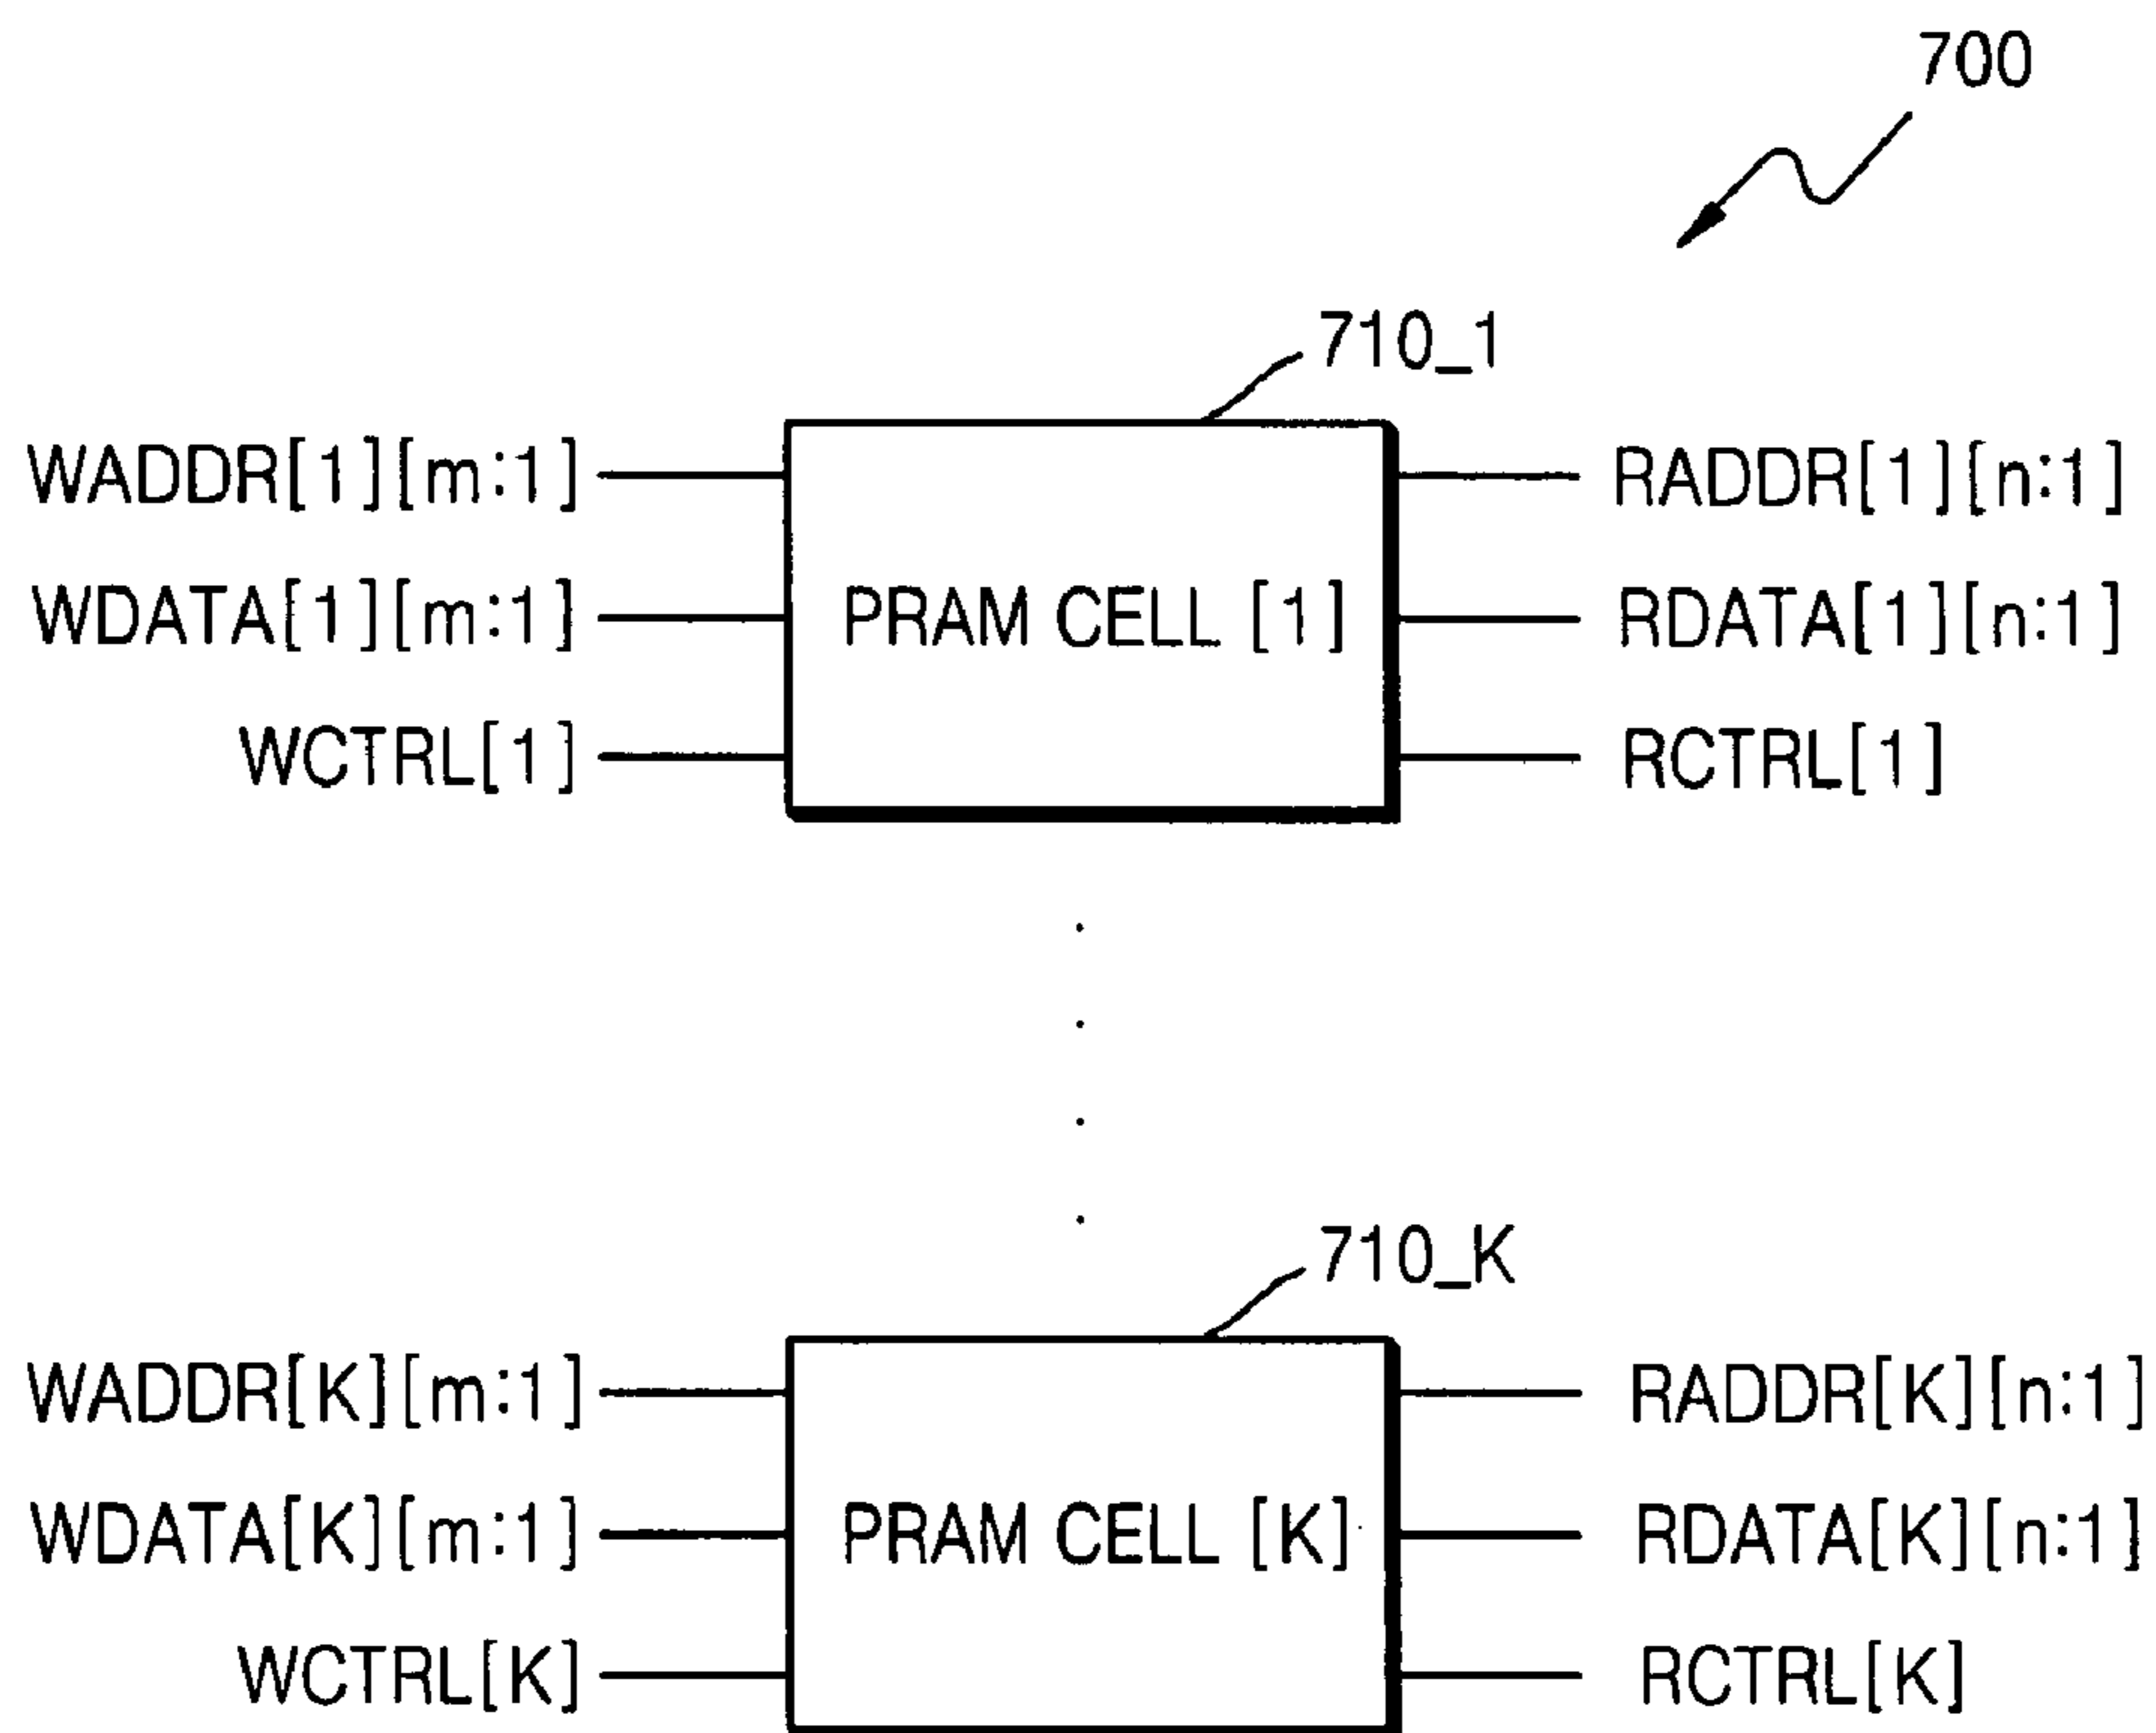 700
710_1
WADDR[1][m:1]
RADDR[1][n:1]
WDATA[1][m:1]
PRAM CELL [1]
RDATA[1][n:1]
WCTRL[1]
RCTRL[1]
710_K
WADDR[K][m:1]
RADDR[K][n:1]
WDATA[K][m:1]
PRAM CELL [K]
RDATA[K][n:1]
WCTRL[K]
RCTRL[K]